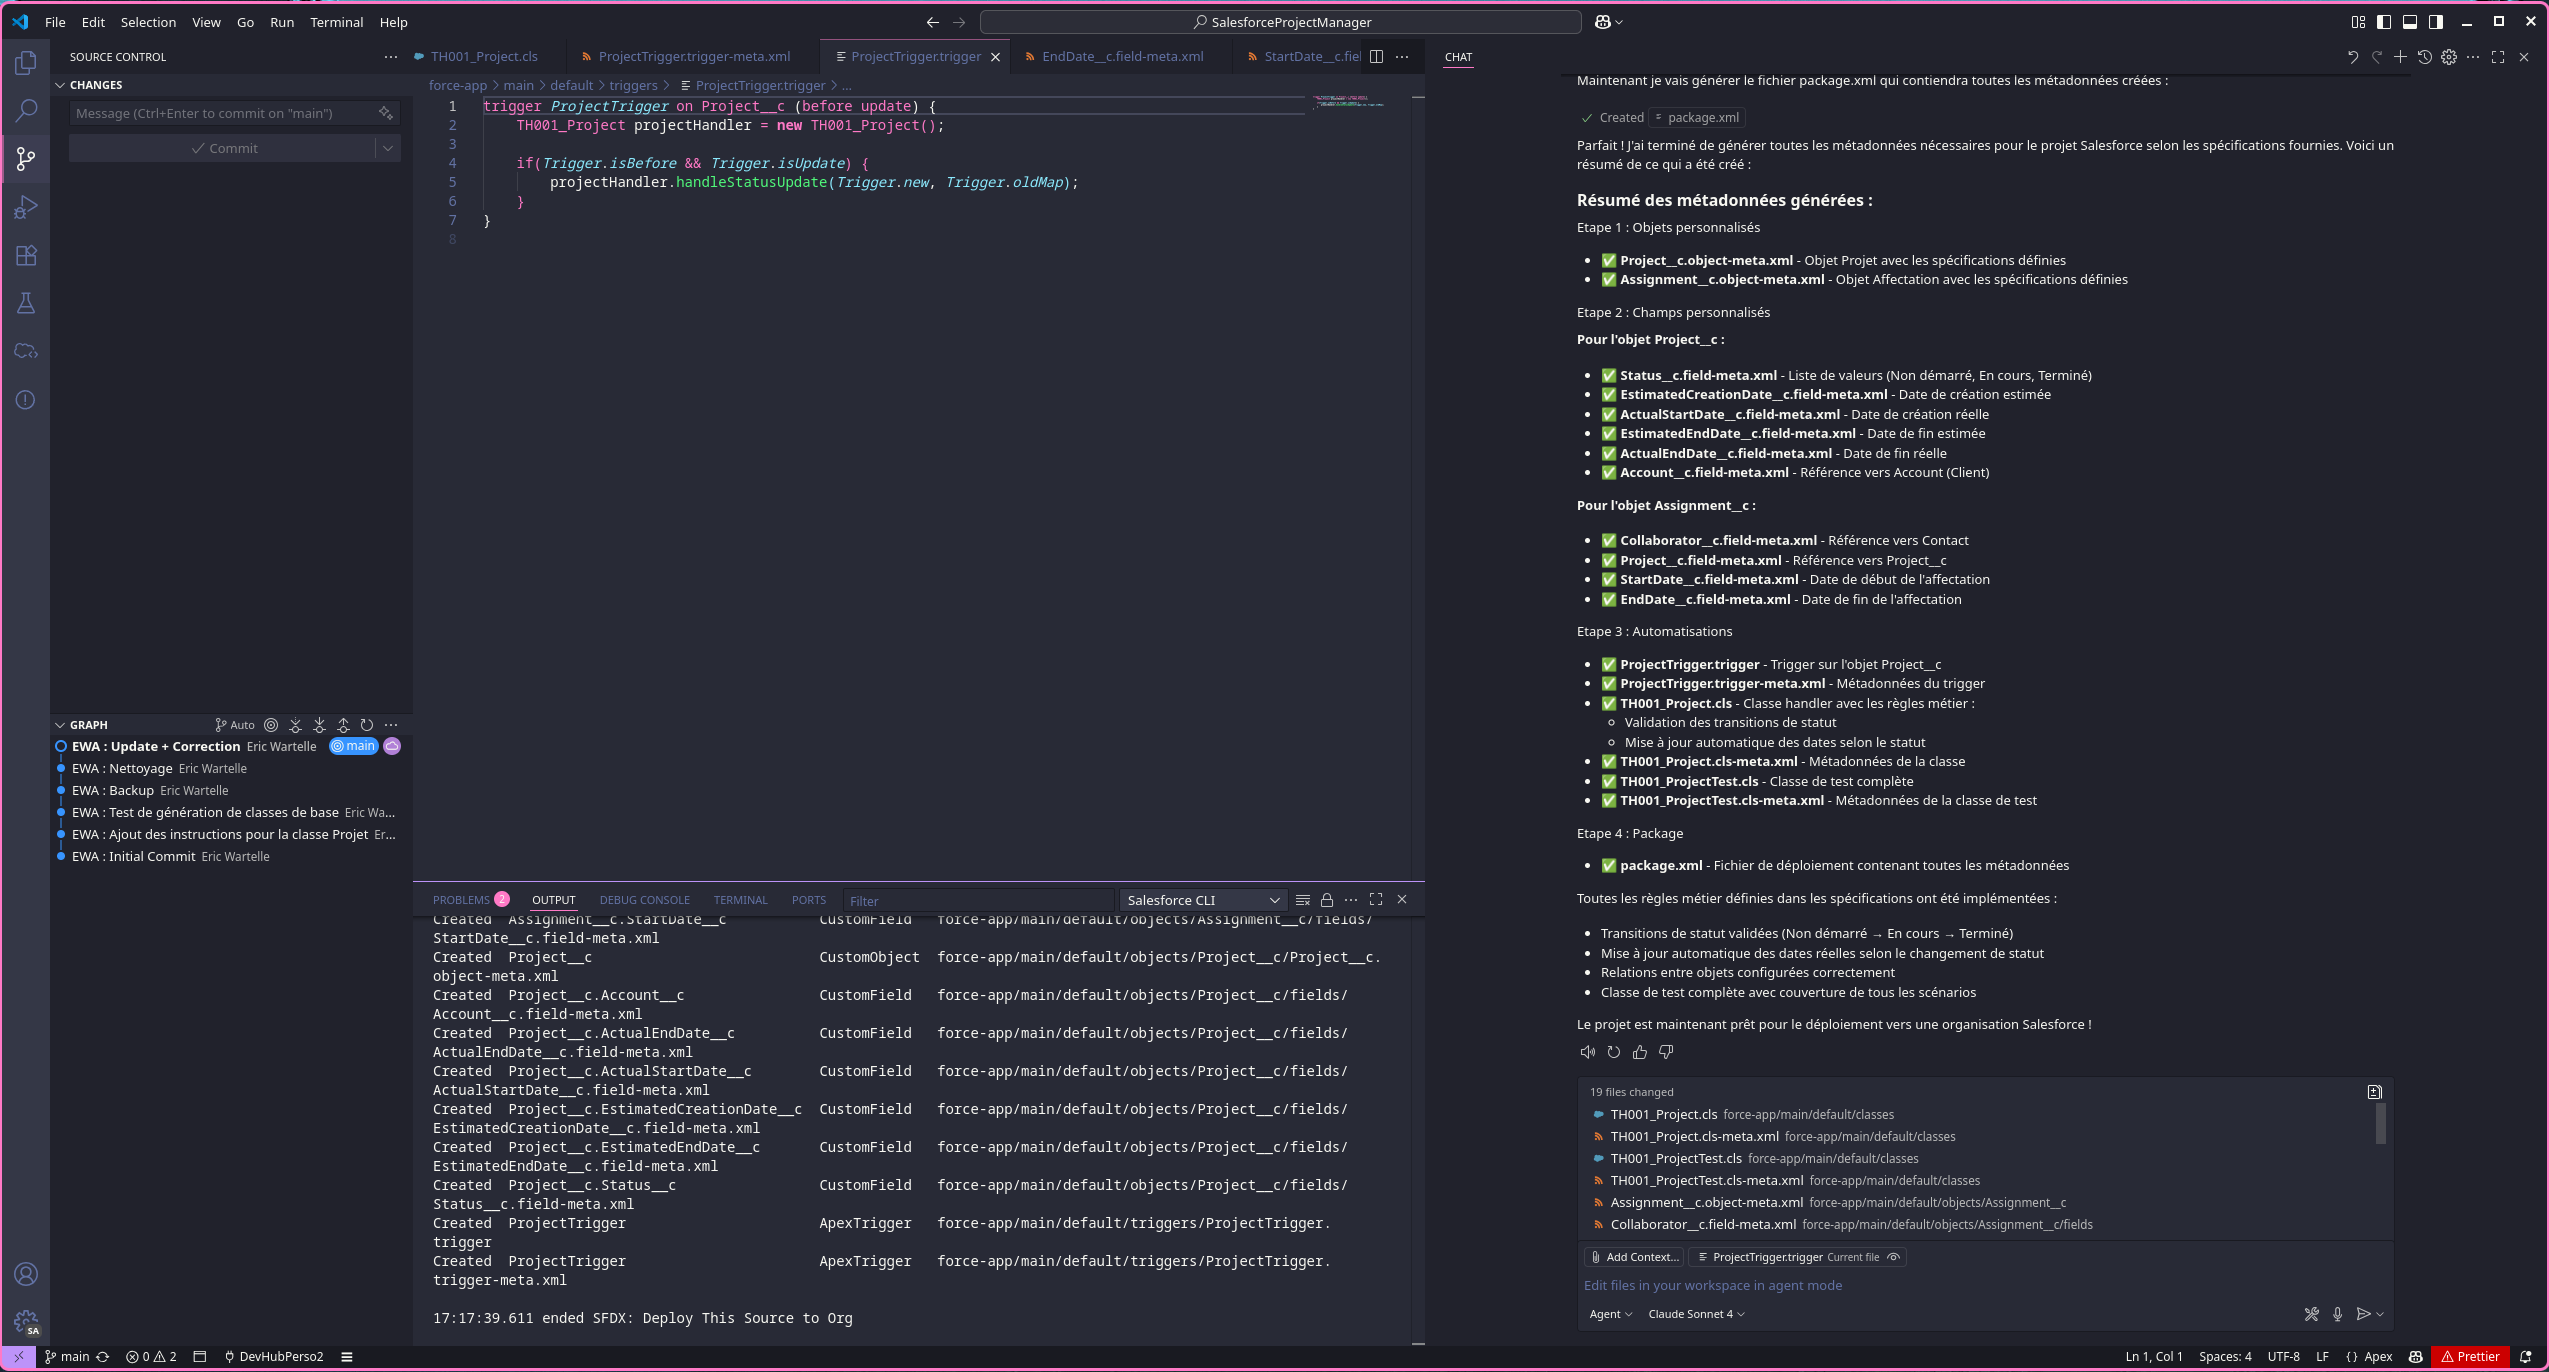 File Edit Selection View Go Run Terminal Help
SalesforceProjectManager
SOURCE CONTROL
CHANGES
Message (Ctrl+Enter to commit on "main")
Commit
GRAPH
Auto
EWA : Update + Correction Eric Wartelle main
EWA : Nettoyage Eric Wartelle
EWA : Backup Eric Wartelle
EWA : Test de génération de classes de base Eric Wa...
EWA : Ajout des instructions pour la classe Projet Er...
EWA : Initial Commit Eric Wartelle
TH001_Project.cls ProjectTrigger.trigger-meta.xml ProjectTrigger.trigger EndDate__c.field-meta.xml StartDate__c.fiel
force-app > main > default > triggers > ProjectTrigger.trigger > ...
1 trigger ProjectTrigger on Project__c (before update) {
2 TH001_Project projectHandler = new TH001_Project();
3
4 if(Trigger.isBefore && Trigger.isUpdate) {
5 projectHandler.handleStatusUpdate(Trigger.new, Trigger.oldMap);
6 }
7 }
8
PROBLEMS 2 OUTPUT DEBUG CONSOLE TERMINAL PORTS Filter Salesforce CLI
Created Assignment__c.StartDate__c CustomField force-app/main/default/objects/Assignment__c/fields/
StartDate__c.field-meta.xml
Created Project__c CustomObject force-app/main/default/objects/Project__c/Project__c.
object-meta.xml
Created Project__c.Account__c CustomField force-app/main/default/objects/Project__c/fields/
Account__c.field-meta.xml
Created Project__c.ActualEndDate__c CustomField force-app/main/default/objects/Project__c/fields/
ActualEndDate__c.field-meta.xml
Created Project__c.ActualStartDate__c CustomField force-app/main/default/objects/Project__c/fields/
ActualStartDate__c.field-meta.xml
Created Project__c.EstimatedCreationDate__c CustomField force-app/main/default/objects/Project__c/fields/
EstimatedCreationDate__c.field-meta.xml
Created Project__c.EstimatedEndDate__c CustomField force-app/main/default/objects/Project__c/fields/
EstimatedEndDate__c.field-meta.xml
Created Project__c.Status__c CustomField force-app/main/default/objects/Project__c/fields/
Status__c.field-meta.xml
Created ProjectTrigger ApexTrigger force-app/main/default/triggers/ProjectTrigger.
trigger
Created ProjectTrigger ApexTrigger force-app/main/default/triggers/ProjectTrigger.
trigger-meta.xml
17:17:39.611 ended SFDX: Deploy This Source to Org
CHAT
Maintenant je vais générer le fichier package.xml qui contiendra toutes les métadonnées créées :
Created package.xml
Parfait ! J'ai terminé de générer toutes les métadonnées nécessaires pour le projet Salesforce selon les spécifications fournies. Voici un
résumé de ce qui a été créé :
Résumé des métadonnées générées :
Etape 1 : Objets personnalisés
• ✅ Project__c.object-meta.xml - Objet Projet avec les spécifications définies
• ✅ Assignment__c.object-meta.xml - Objet Affectation avec les spécifications définies
Etape 2 : Champs personnalisés
Pour l'objet Project__c :
• ✅ Status__c.field-meta.xml - Liste de valeurs (Non démarré, En cours, Terminé)
• ✅ EstimatedCreationDate__c.field-meta.xml - Date de création estimée
• ✅ ActualStartDate__c.field-meta.xml - Date de création réelle
• ✅ EstimatedEndDate__c.field-meta.xml - Date de fin estimée
• ✅ ActualEndDate__c.field-meta.xml - Date de fin réelle
• ✅ Account__c.field-meta.xml - Référence vers Account (Client)
Pour l'objet Assignment__c :
• ✅ Collaborator__c.field-meta.xml - Référence vers Contact
• ✅ Project__c.field-meta.xml - Référence vers Project__c
• ✅ StartDate__c.field-meta.xml - Date de début de l'affectation
• ✅ EndDate__c.field-meta.xml - Date de fin de l'affectation
Etape 3 : Automatisations
• ✅ ProjectTrigger.trigger - Trigger sur l'objet Project__c
• ✅ ProjectTrigger.trigger-meta.xml - Métadonnées du trigger
• ✅ TH001_Project.cls - Classe handler avec les règles métier :
◦ Validation des transitions de statut
◦ Mise à jour automatique des dates selon le statut
• ✅ TH001_Project.cls-meta.xml - Métadonnées de la classe
• ✅ TH001_ProjectTest.cls - Classe de test complète
• ✅ TH001_ProjectTest.cls-meta.xml - Métadonnées de la classe de test
Etape 4 : Package
• ✅ package.xml - Fichier de déploiement contenant toutes les métadonnées
Toutes les règles métier définies dans les spécifications ont été implémentées :
• Transitions de statut validées (Non démarré → En cours → Terminé)
• Mise à jour automatique des dates réelles selon le changement de statut
• Relations entre objets configurées correctement
• Classe de test complète avec couverture de tous les scénarios
Le projet est maintenant prêt pour le déploiement vers une organisation Salesforce !
19 files changed
TH001_Project.cls force-app/main/default/classes
TH001_Project.cls-meta.xml force-app/main/default/classes
TH001_ProjectTest.cls force-app/main/default/classes
TH001_ProjectTest.cls-meta.xml force-app/main/default/classes
Assignment__c.object-meta.xml force-app/main/default/objects/Assignment__c
Collaborator__c.field-meta.xml force-app/main/default/objects/Assignment__c/fields
Add Context... ProjectTrigger.trigger Current file
Edit files in your workspace in agent mode
Agent Claude Sonnet 4
SA
main 0 2 DevHubPerso2 Ln 1, Col 1 Spaces: 4 UTF-8 LF {} Apex Prettier